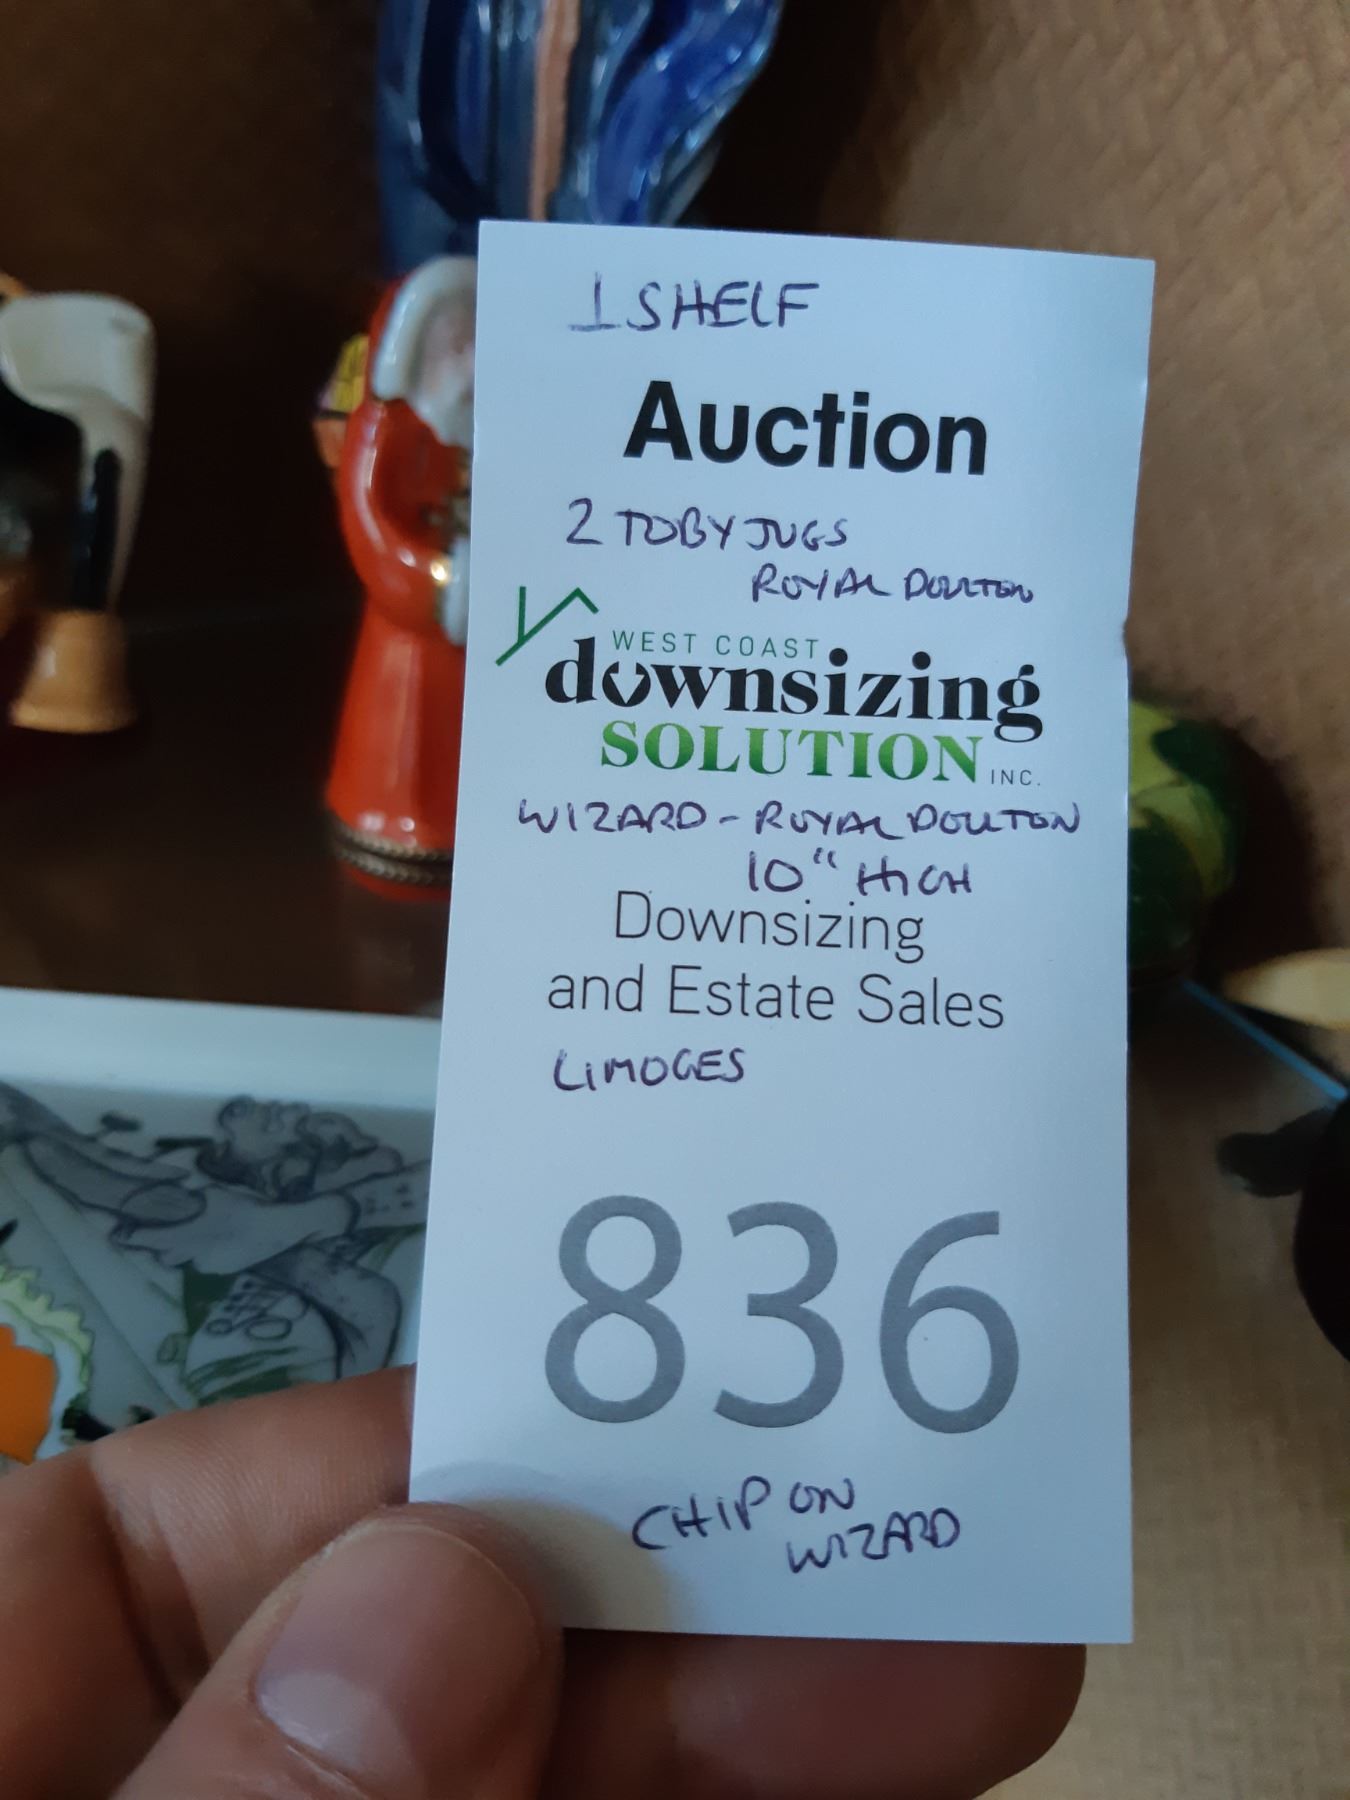 1 SHELF
Auction
2 TOBY JUGS
ROYAL DOULTON
WEST COAST
downsizing
SOLUTION INC.
WIZARD - ROYAL DOULTON
10" HIGH
Downsizing
and Estate Sales
LIMOGES
836
CHIP ON
WIZARD